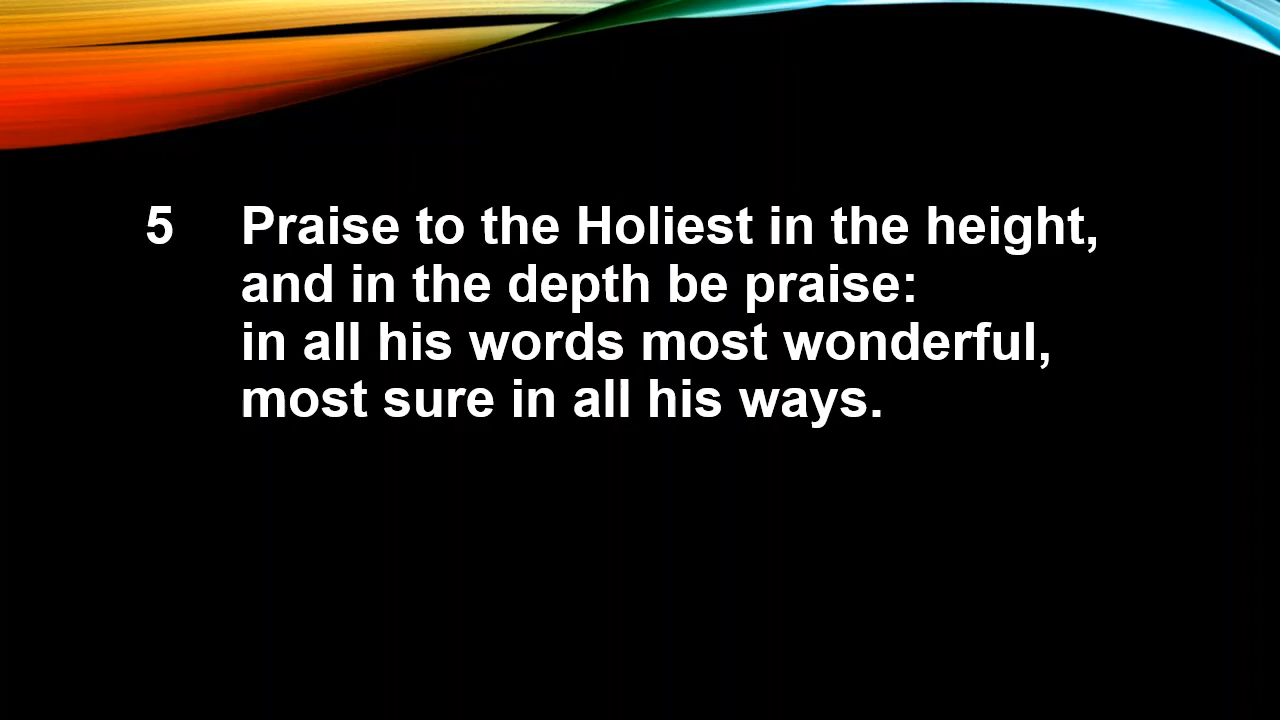 5 Praise to the Holiest in the height,
and in the depth be praise:
in all his words most wonderful,
most sure in all his ways.